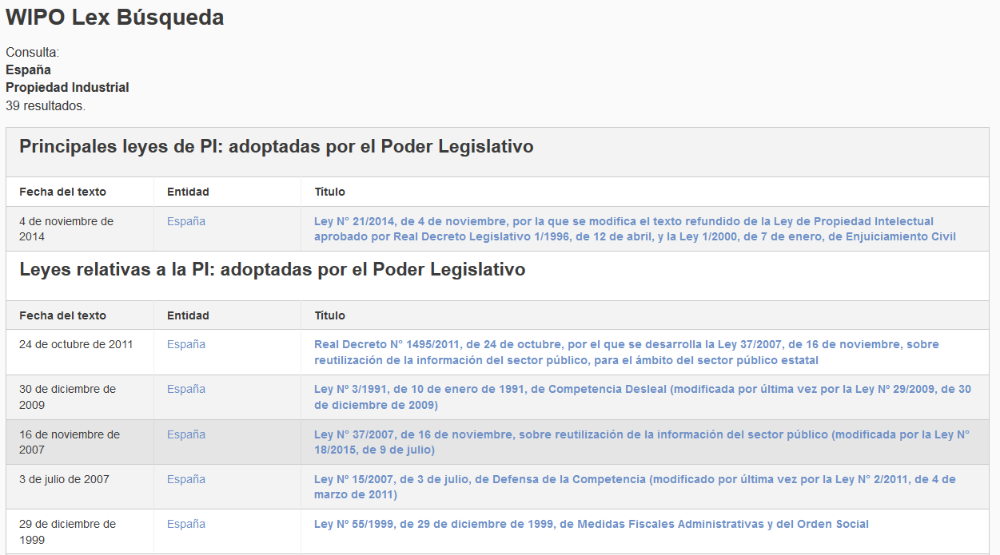 WIPO Lex Búsqueda
Consulta:
España
Propiedad Industrial
39 resultados.
Principales leyes de PI: adoptadas por el Poder Legislativo
Fecha del texto Entidad Título
4 de noviembre de 2014 España Ley N° 21/2014, de 4 de noviembre, por la que se modifica el texto refundido de la Ley de Propiedad Intelectual
aprobado por Real Decreto Legislativo 1/1996, de 12 de abril, y la Ley 1/2000, de 7 de enero, de Enjuiciamiento Civil
Leyes relativas a la PI: adoptadas por el Poder Legislativo
Fecha del texto Entidad Título
24 de octubre de 2011 España Real Decreto N° 1495/2011, de 24 de octubre, por el que se desarrolla la Ley 37/2007, de 16 de noviembre, sobre
reutilización de la información del sector público, para el ámbito del sector público estatal
30 de diciembre de 2009 España Ley Nº 3/1991, de 10 de enero de 1991, de Competencia Desleal (modificada por última vez por la Ley Nº 29/2009, de 30
de diciembre de 2009)
16 de noviembre de 2007 España Ley N° 37/2007, de 16 de noviembre, sobre reutilización de la información del sector público (modificada por la Ley N°
18/2015, de 9 de julio)
3 de julio de 2007 España Ley Nº 15/2007, de 3 de julio, de Defensa de la Competencia (modificado por última vez por la Ley N° 2/2011, de 4 de
marzo de 2011)
29 de diciembre de 1999 España Ley Nº 55/1999, de 29 de diciembre de 1999, de Medidas Fiscales Administrativas y del Orden Social